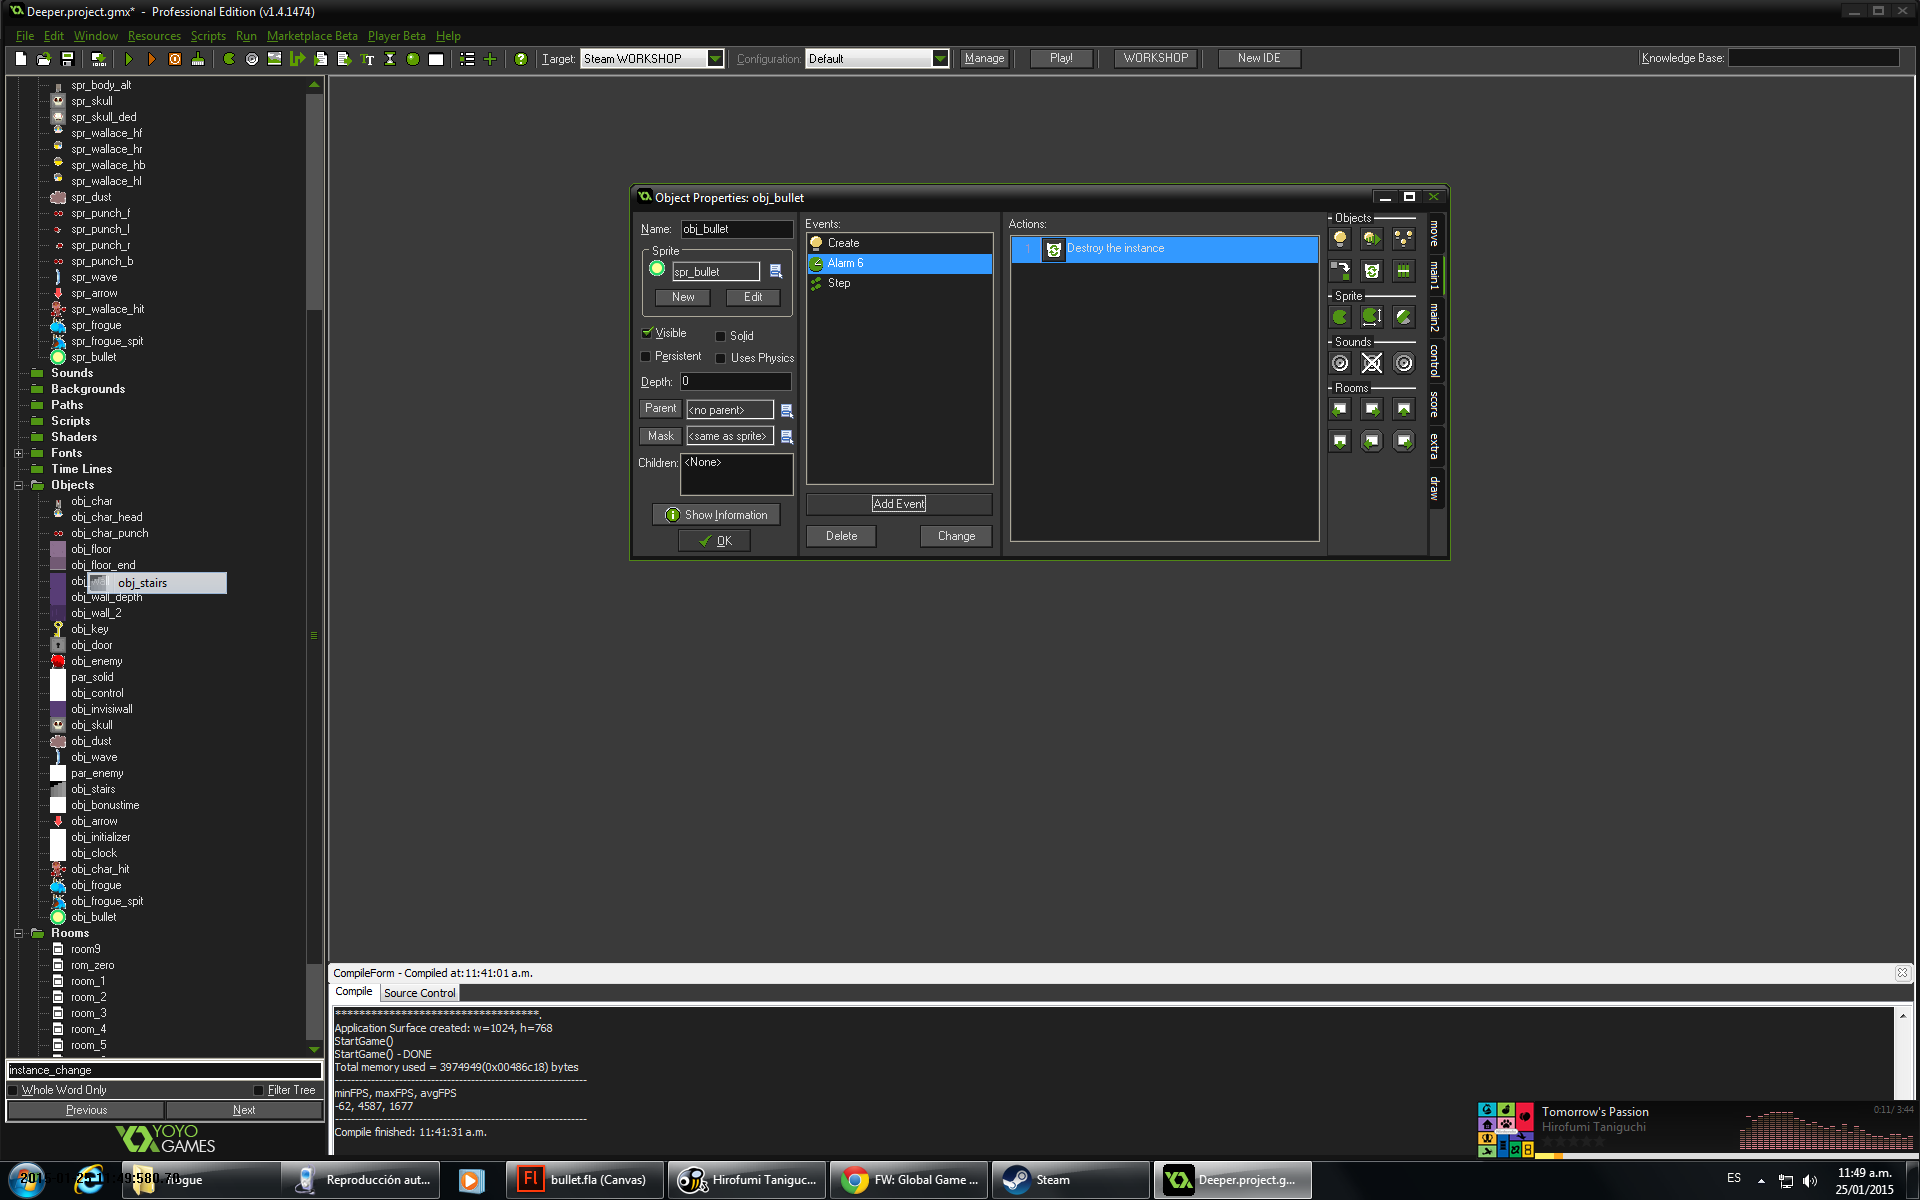 Deeper.project.gmx* - Professional Edition (v1.4.1474)
File Edit Window Resources Scripts Run Marketplace Beta Player Beta Help
Target: Steam WORKSHOP Configuration: Default Manage Play! WORKSHOP New IDE Knowledge Base:
spr_body_alt
spr_skull
spr_skull_ded
spr_wallace_hf
spr_wallace_hr
spr_wallace_hb
spr_wallace_hl
spr_dust
spr_punch_f
spr_punch_l
spr_punch_r
spr_punch_b
spr_wave
spr_arrow
spr_wallace_hit
spr_frogue
spr_frogue_spit
spr_bullet
Sounds
Backgrounds
Paths
Scripts
Shaders
Fonts
Time Lines
Objects
obj_char
obj_char_head
obj_char_punch
obj_floor
obj_floor_end
obj_stairs
obj_wall_depth
obj_wall_2
obj_key
obj_door
obj_enemy
par_solid
obj_control
obj_invisiwall
obj_skull
obj_dust
obj_wave
par_enemy
obj_stairs
obj_bonustime
obj_arrow
obj_initializer
obj_clock
obj_char_hit
obj_frogue
obj_frogue_spit
obj_bullet
Rooms
room9
rom_zero
room_1
room_2
room_3
room_4
room_5
instance_change
Whole Word Only Filter Tree
Previous Next
YOYO
GAMES
Object Properties: obj_bullet
Name: obj_bullet
Sprite
spr_bullet
New Edit
Visible Solid
Persistent Uses Physics
Depth: 0
Parent <no parent>
Mask <same as sprite>
Children: <None>
Show Information
OK
Events:
Create
Alarm 6
Step
Add Event
Delete Change
Actions:
1 Destroy the instance
Objects
Sprite
Sounds
Rooms
move
main1
main2
control
score
extra
draw
CompileForm - Compiled at:11:41:01 a.m.
Compile Source Control
**********************************.
Application Surface created: w=1024, h=768
StartGame()
StartGame() - DONE
Total memory used = 3974949(0x00486c18) bytes
minFPS, maxFPS, avgFPS
-62, 4587, 1677
Compile finished: 11:41:31 a.m.
Tomorrow's Passion 0:11/ 3:44
Hirofumi Taniguchi
Reproducción aut... Fl bullet.fla (Canvas) Hirofumi Taniguc... FW: Global Game ... Steam Deeper.project.g... ES 11:49 a.m.
25/01/2015